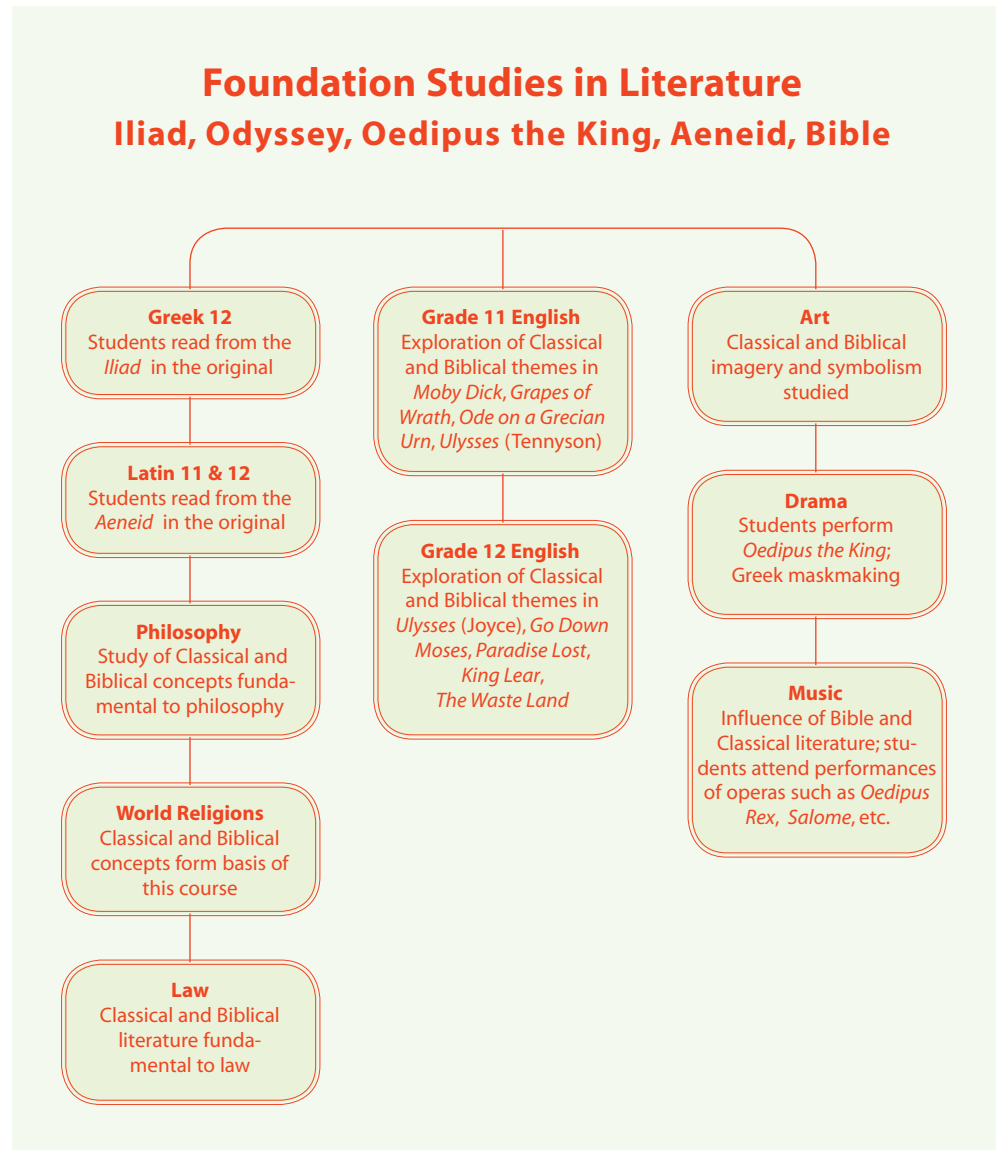 Foundation Studies in Literature
Iliad, Odyssey, Oedipus the King, Aeneid, Bible
Greek 12
Students read from the
Iliad in the original
Latin 11 & 12
Students read from the
Aeneid in the original
Philosophy
Study of Classical and
Biblical concepts funda-
mental to philosophy
World Religions
Classical and Biblical
concepts form basis of
this course
Law
Classical and Biblical
literature funda-
mental to law
Grade 11 English
Exploration of Classical
and Biblical themes in
Moby Dick, Grapes of
Wrath, Ode on a Grecian
Urn, Ulysses (Tennyson)
Grade 12 English
Exploration of Classical
and Biblical themes in
Ulysses (Joyce), Go Down
Moses, Paradise Lost,
King Lear,
The Waste Land
Art
Classical and Biblical
imagery and symbolism
studied
Drama
Students perform
Oedipus the King;
Greek maskmaking
Music
Influence of Bible and
Classical literature; stu-
dents attend performances
of operas such as Oedipus
Rex, Salome, etc.